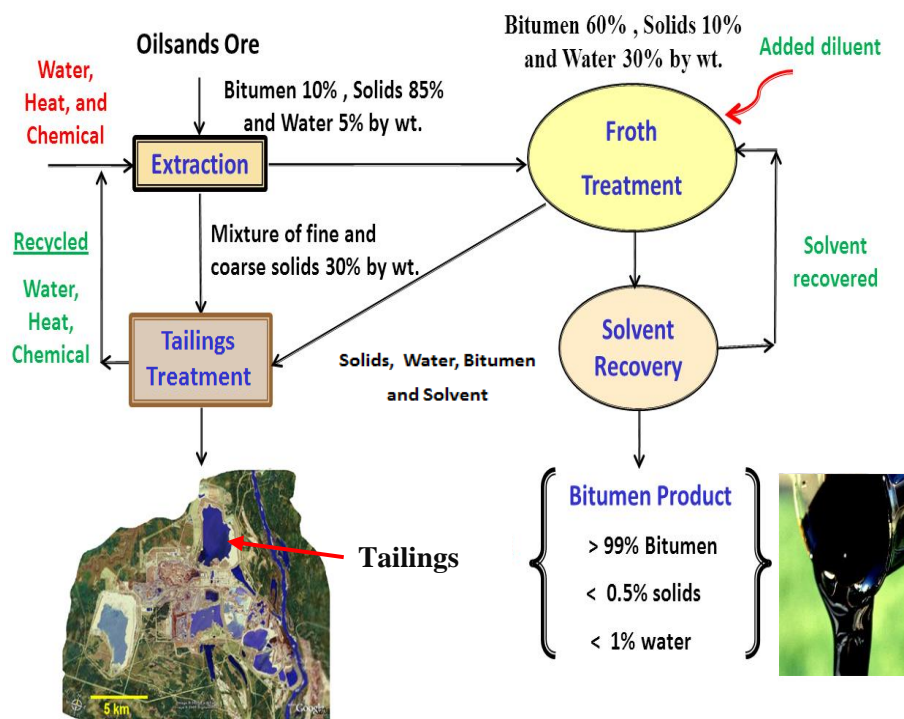 Oilsands Ore
Water,
Heat, and
Chemical
Bitumen 10% , Solids 85%
and Water 5% by wt.
Bitumen 60% , Solids 10%
and Water 30% by wt.
Added diluent
Extraction
Froth
Treatment
Recycled
Water,
Heat,
Chemical
Mixture of fine and
coarse solids 30% by wt.
Solvent
recovered
Tailings
Treatment
Solids, Water, Bitumen
and Solvent
Solvent
Recovery
Tailings
Bitumen Product
> 99% Bitumen
< 0.5% solids
< 1% water
5 km
Google